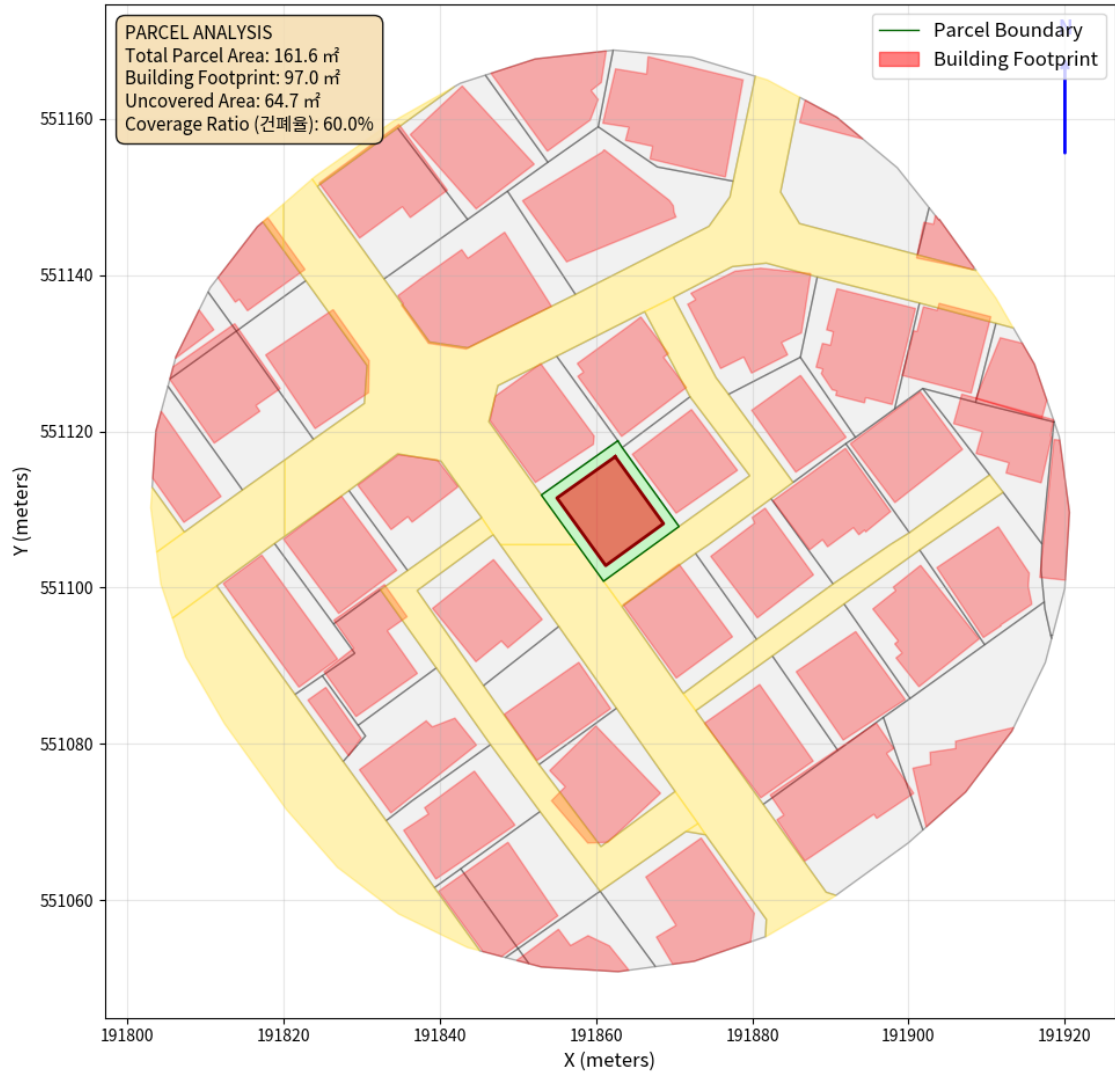 PARCEL ANALYSIS
Total Parcel Area: 161.6 ㎡
Building Footprint: 97.0 ㎡
Uncovered Area: 64.7 ㎡
Coverage Ratio (건폐율): 60.0%
Parcel Boundary
Building Footprint
N
551160
551140
551120
551100
551080
551060
Y (meters)
191800
191820
191840
191860
191880
191900
191920
X (meters)